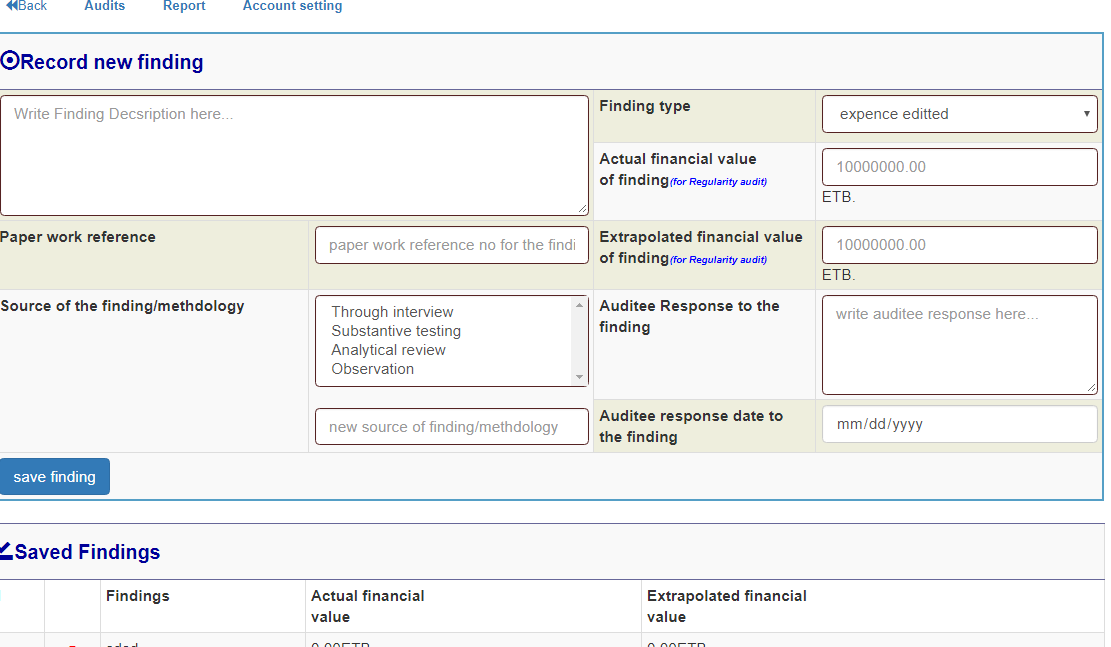 Back Audits Report Account setting
Record new finding
Write Finding Decsription here...
Finding type
expence editted
Actual financial value
of finding(for Regularity audit)
10000000.00
ETB.
Paper work reference
paper work reference no for the findi
Extrapolated financial value
of finding(for Regularity audit)
10000000.00
ETB.
Source of the finding/methdology
Through interview
Substantive testing
Analytical review
Observation
new source of finding/methdology
Auditee Response to the
finding
write auditee response here...
Auditee response date to
the finding
mm/dd/yyyy
save finding
Saved Findings
Findings
Actual financial
value
Extrapolated financial
value
0.00ETB
0.00ETB